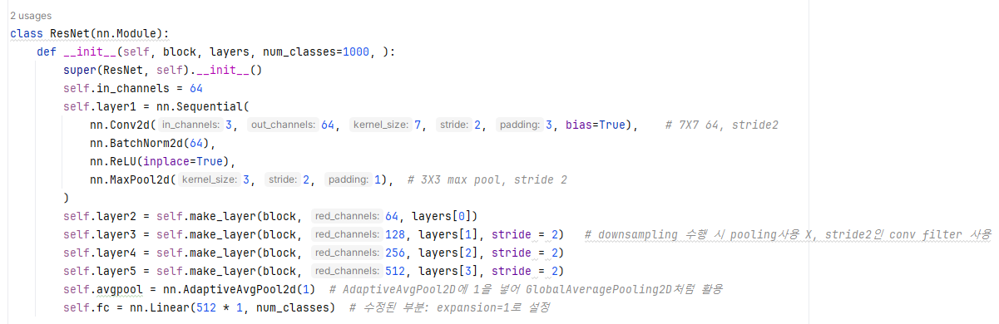 2 usages
class ResNet(nn.Module):
def __init__(self, block, layers, num_classes=1000, ):
super(ResNet, self).__init__()
self.in_channels = 64
self.layer1 = nn.Sequential(
nn.Conv2d( in_channels: 3, out_channels: 64, kernel_size: 7, stride: 2, padding: 3, bias=True), # 7X7 64, stride2
nn.BatchNorm2d(64),
nn.ReLU(inplace=True),
nn.MaxPool2d( kernel_size: 3, stride: 2, padding: 1), # 3X3 max pool, stride 2
)
self.layer2 = self.make_layer(block, red_channels: 64, layers[0])
self.layer3 = self.make_layer(block, red_channels: 128, layers[1], stride = 2) # downsampling 수행 시 pooling사용 X, stride2인 conv filter 사용
self.layer4 = self.make_layer(block, red_channels: 256, layers[2], stride = 2)
self.layer5 = self.make_layer(block, red_channels: 512, layers[3], stride = 2)
self.avgpool = nn.AdaptiveAvgPool2d(1) # AdaptiveAvgPool2D에 1을 넣어 GlobalAveragePooling2D처럼 활용
self.fc = nn.Linear(512 * 1, num_classes) # 수정된 부분: expansion=1로 설정